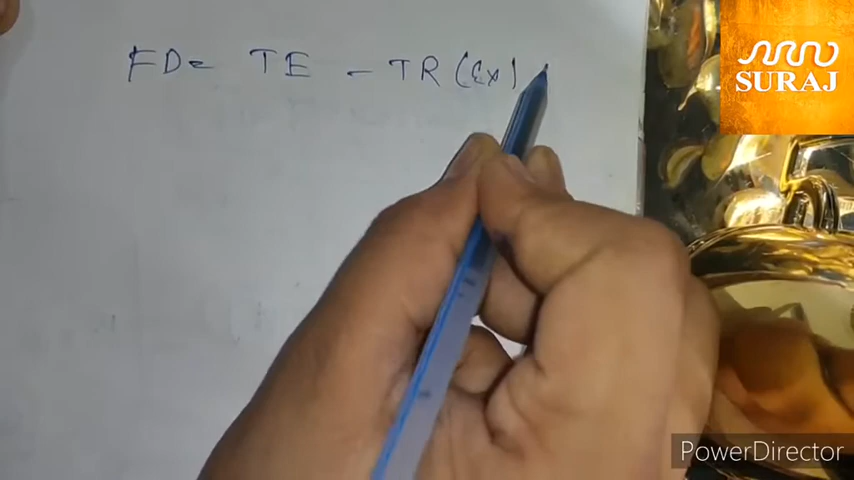 FD = TE - TR (Ex)
SURAJ
PowerDirector